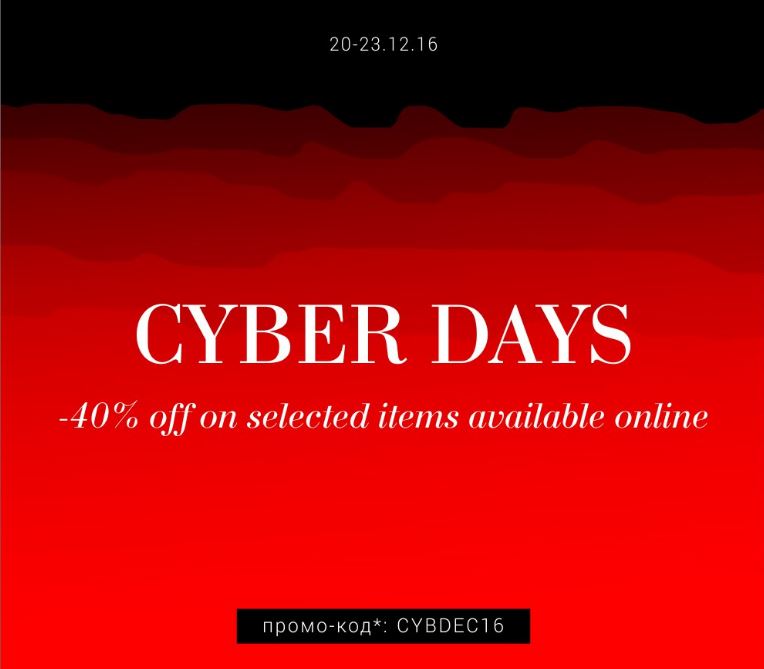 20-23.12.16
CYBER DAYS
-40% off on selected items available online
промо-код*: CYBDEC16